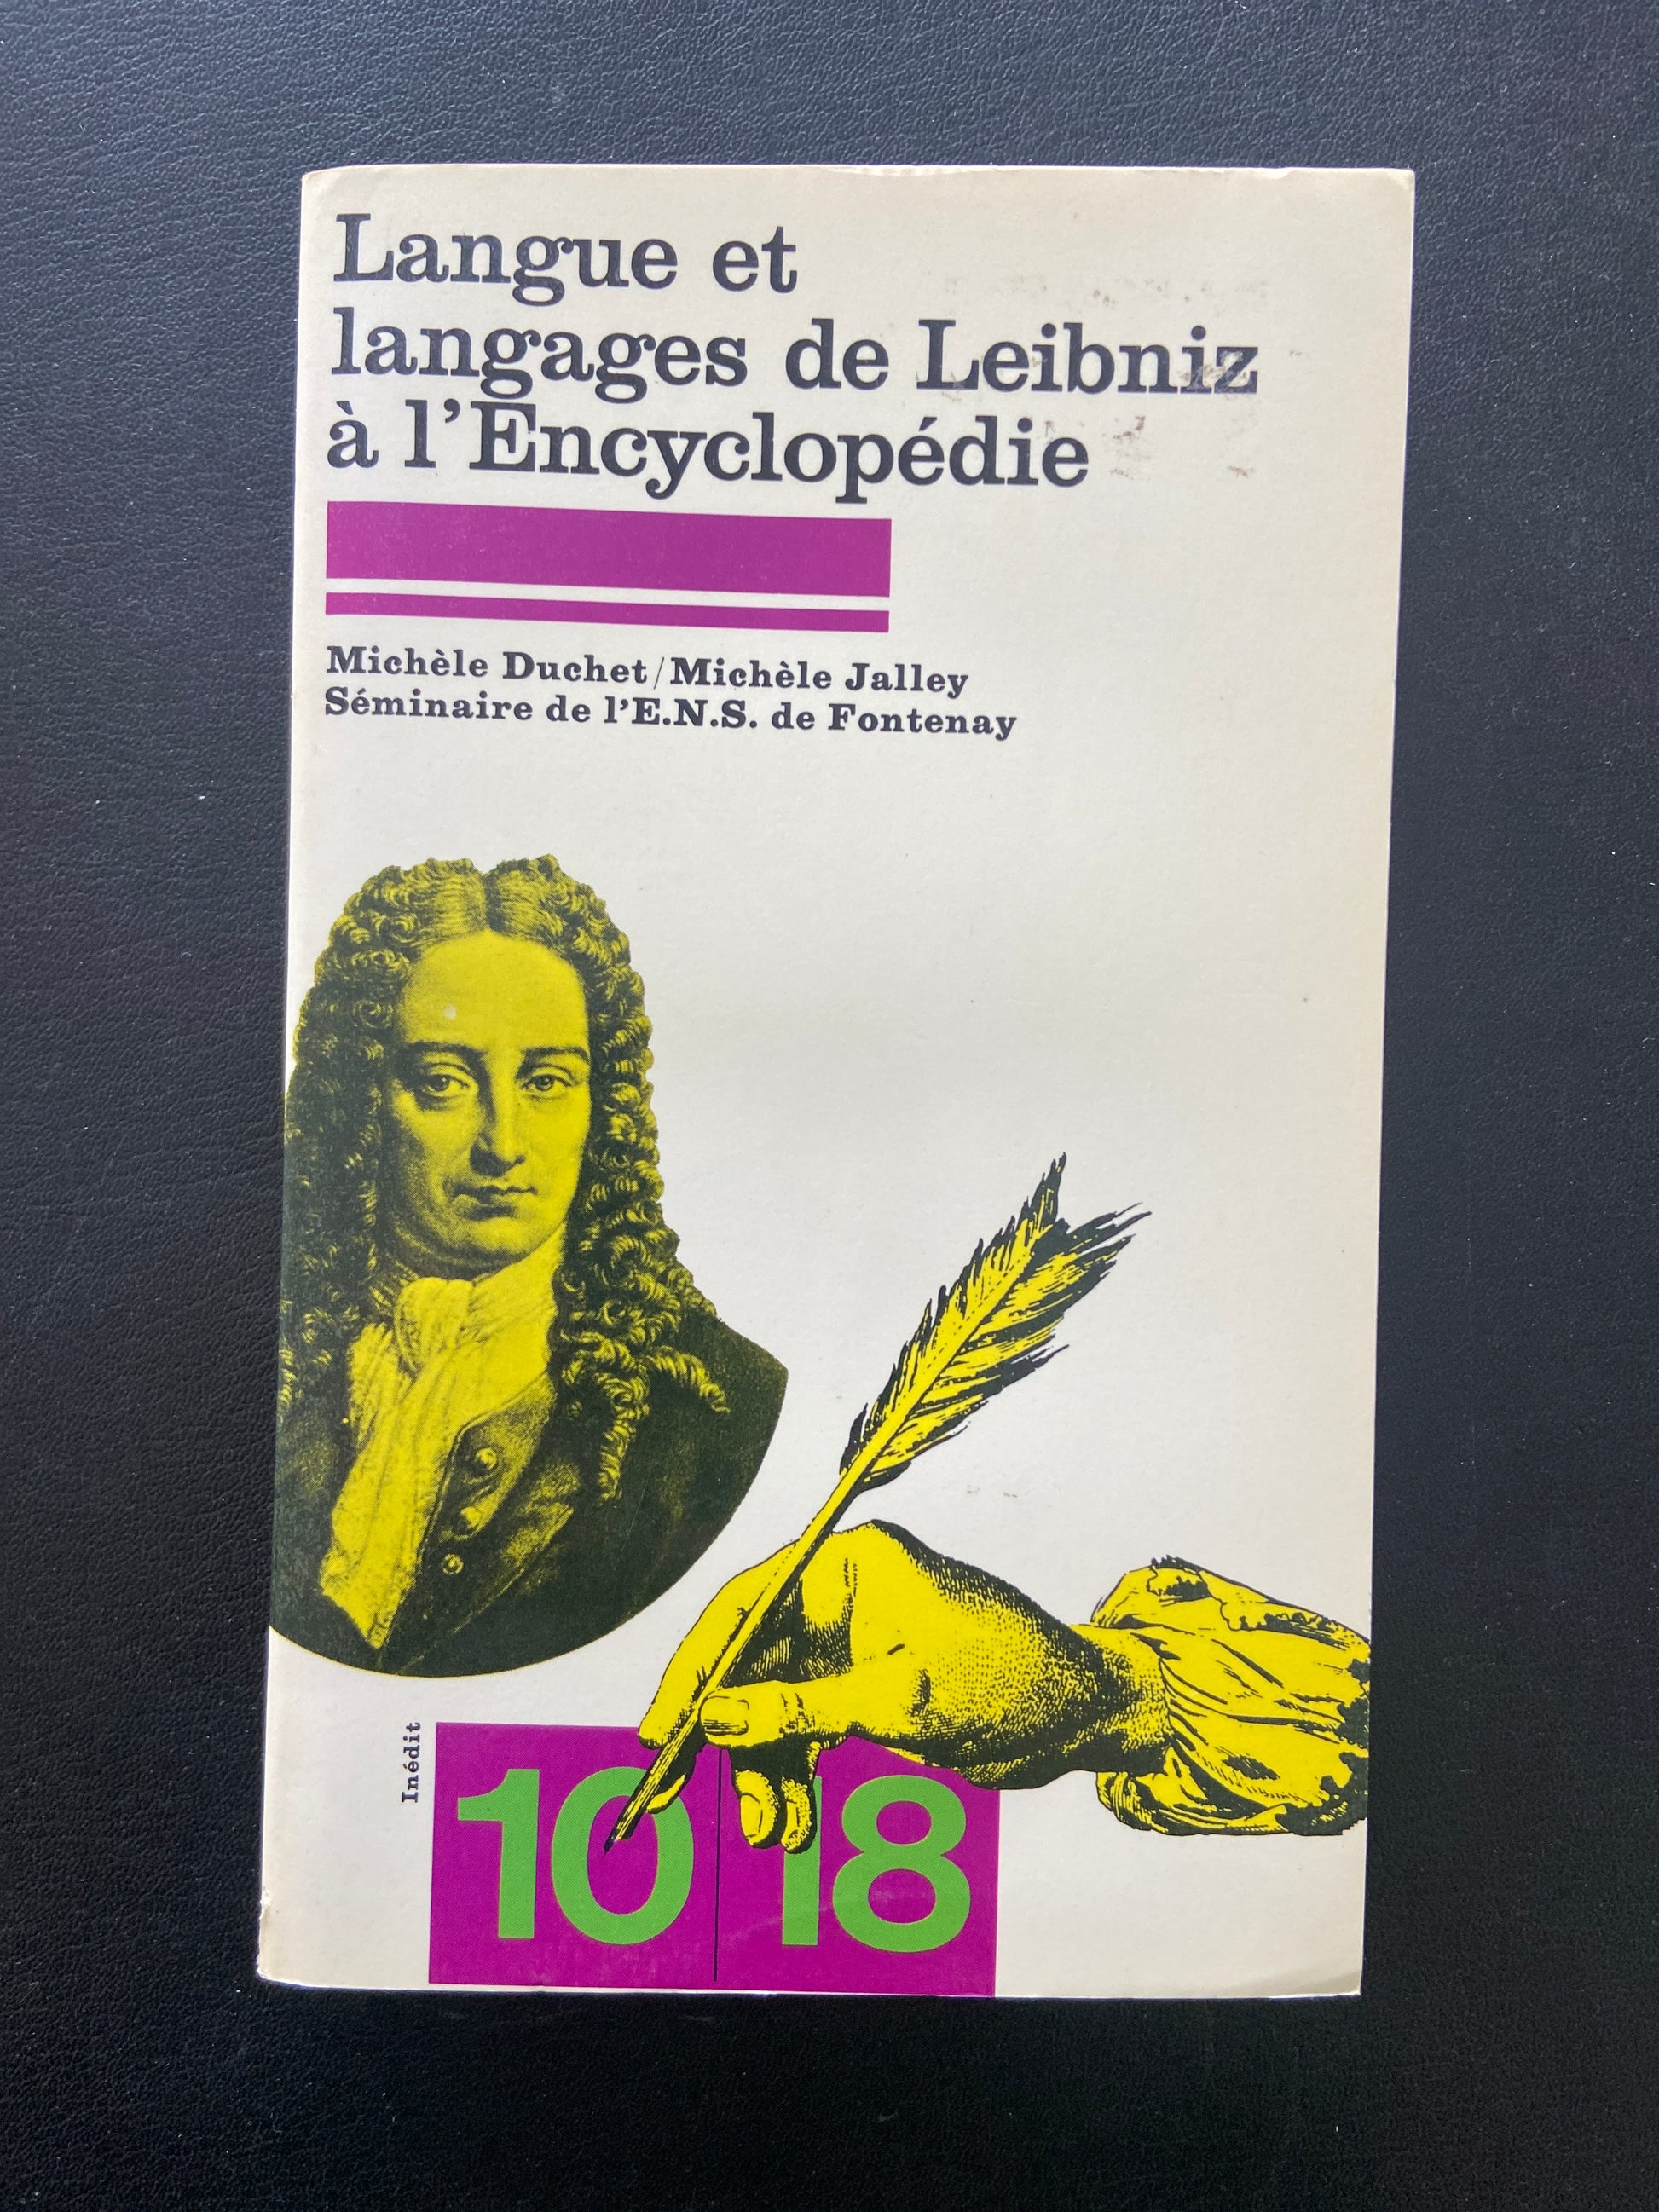 Langue et
langages de Leibniz
à l'Encyclopédie
Michèle Duchet/Michèle Jalley
Séminaire de l'E.N.S. de Fontenay
Inédit
10 18